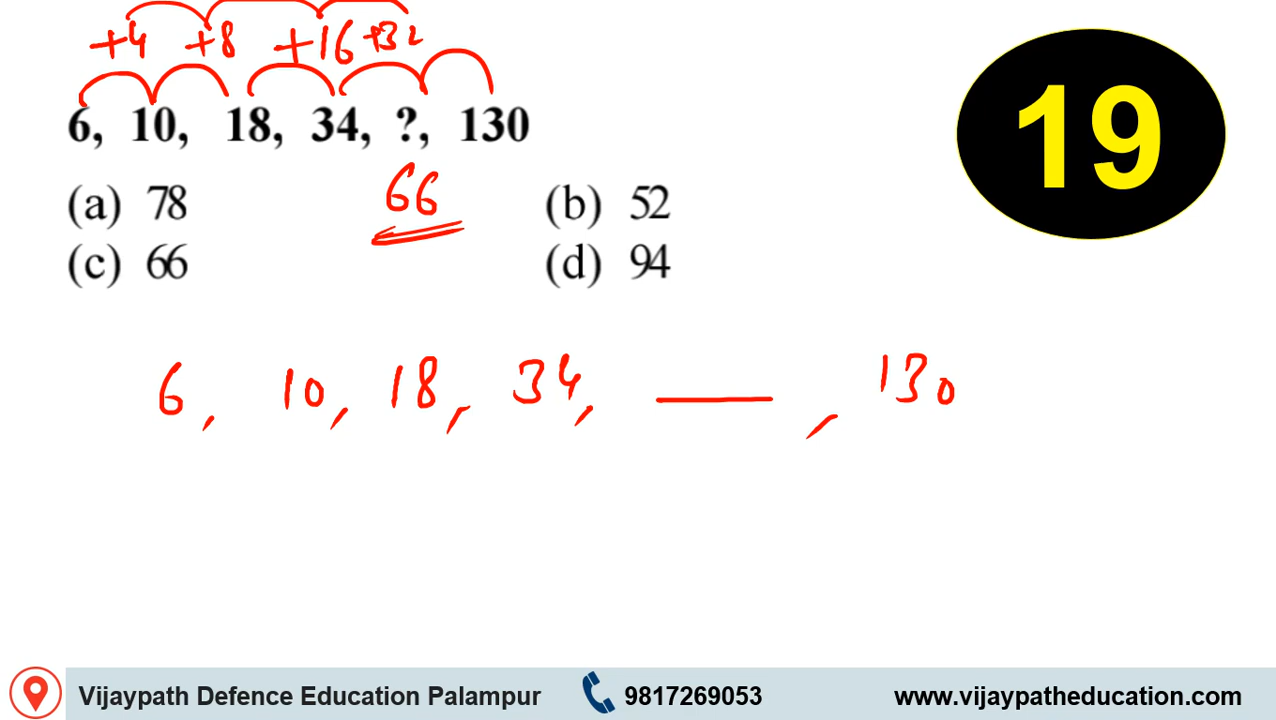 +4 +8 +16 +32
6, 10, 18, 34, ?, 130
19
66
(a) 78 (b) 52
(c) 66 (d) 94
6, 10, 18, 34, ___, 130
Vijaypath Defence Education Palampur 9817269053 www.vijaypatheducation.com